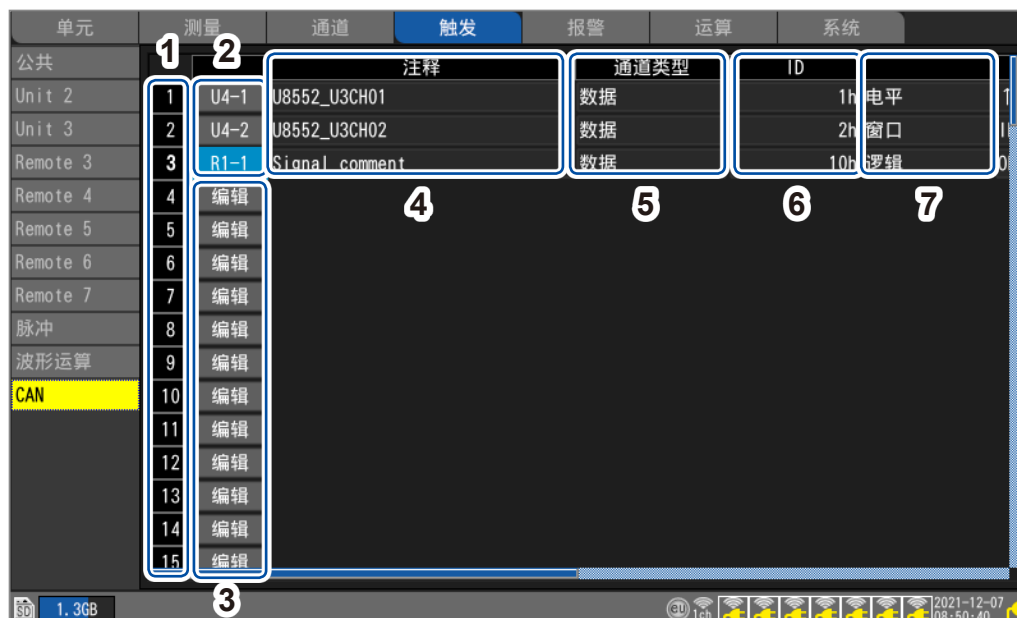 单元 测量 通道 触发 报警 运算 系统
公共 1 2 注释 通道类型 ID
Unit 2 1 U4-1 U8552_U3CH01 数据 1h 电平
Unit 3 2 U4-2 U8552_U3CH02 数据 2h 窗口
Remote 3 3 R1-1 Signal comment 数据 10h 逻辑
Remote 4 4 编辑 4 5 6 7
Remote 5 5 编辑
Remote 6 6 编辑
Remote 7 7 编辑
脉冲 8 编辑
波形运算 9 编辑
CAN 10 编辑
11 编辑
12 编辑
13 编辑
14 编辑
15 编辑
SD 1.3GB 3 EU 1ch 2021-12-07
08:50:40